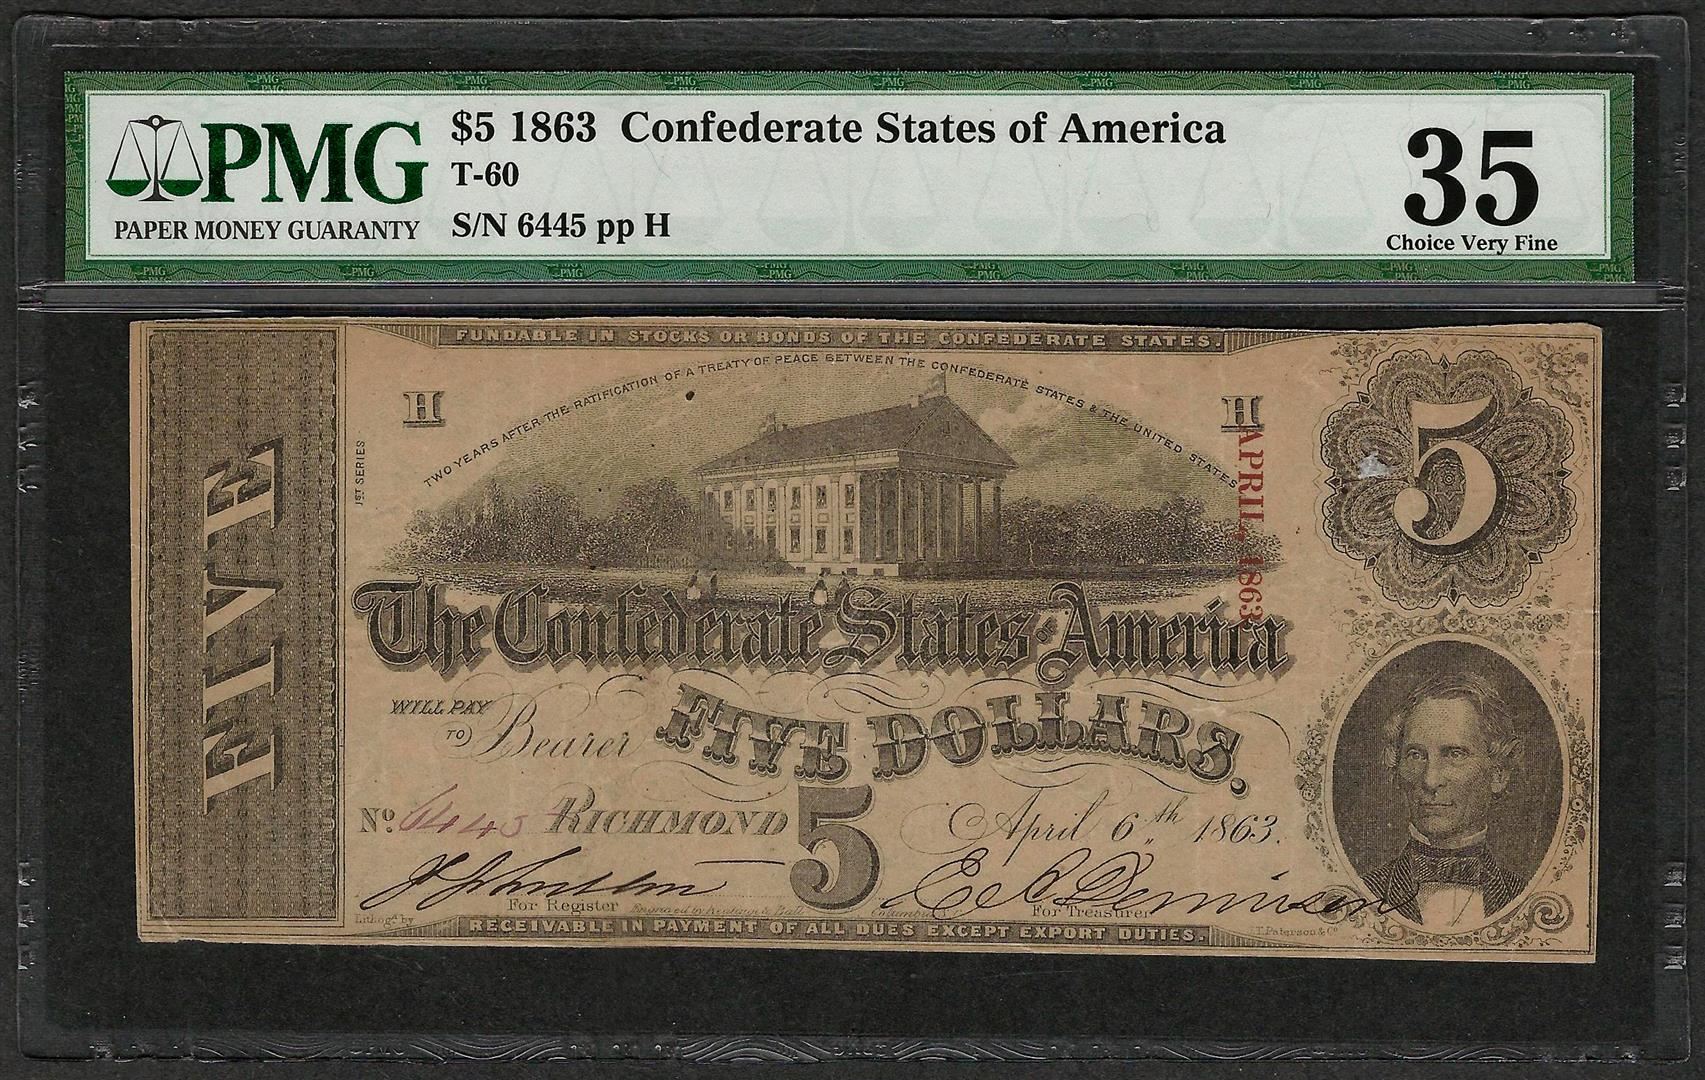 PMG
PAPER MONEY GUARANTY
$5 1863 Confederate States of America
T-60
S/N 6445 pp H
35
Choice Very Fine
FUNDABLE IN STOCKS OR BONDS OF THE CONFEDERATE STATES.
TWO YEARS AFTER THE RATIFICATION OF A TREATY OF PEACE BETWEEN THE CONFEDERATE STATES & THE UNITED STATES
H
H
1ST SERIES
FIVE
APRIL, 1863
5
The Confederate States OF America
WILL PAY
TO Bearer
FIVE DOLLARS.
No. 6445 RICHMOND 5 April 6th 1863.
For Register
For Treasurer
Lithog'd by
J.T. Paterson & Co
RECEIVABLE IN PAYMENT OF ALL DUES EXCEPT EXPORT DUTIES.